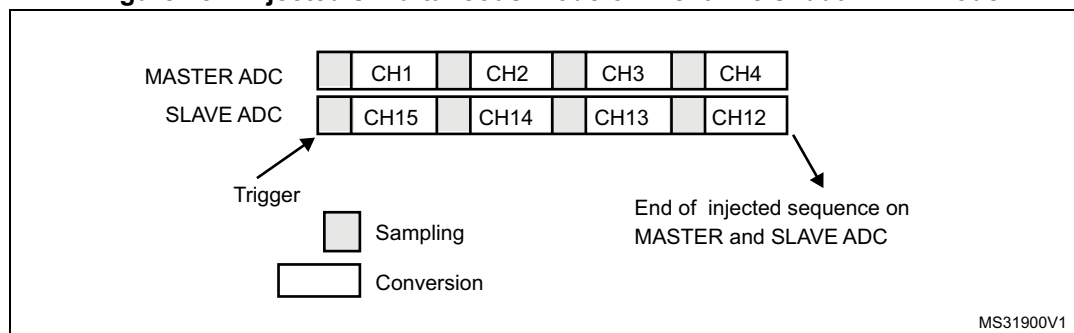 MASTER ADC CH1 CH2 CH3 CH4
SLAVE ADC CH15 CH14 CH13 CH12
Trigger
End of injected sequence on
MASTER and SLAVE ADC
Sampling
Conversion
MS31900V1